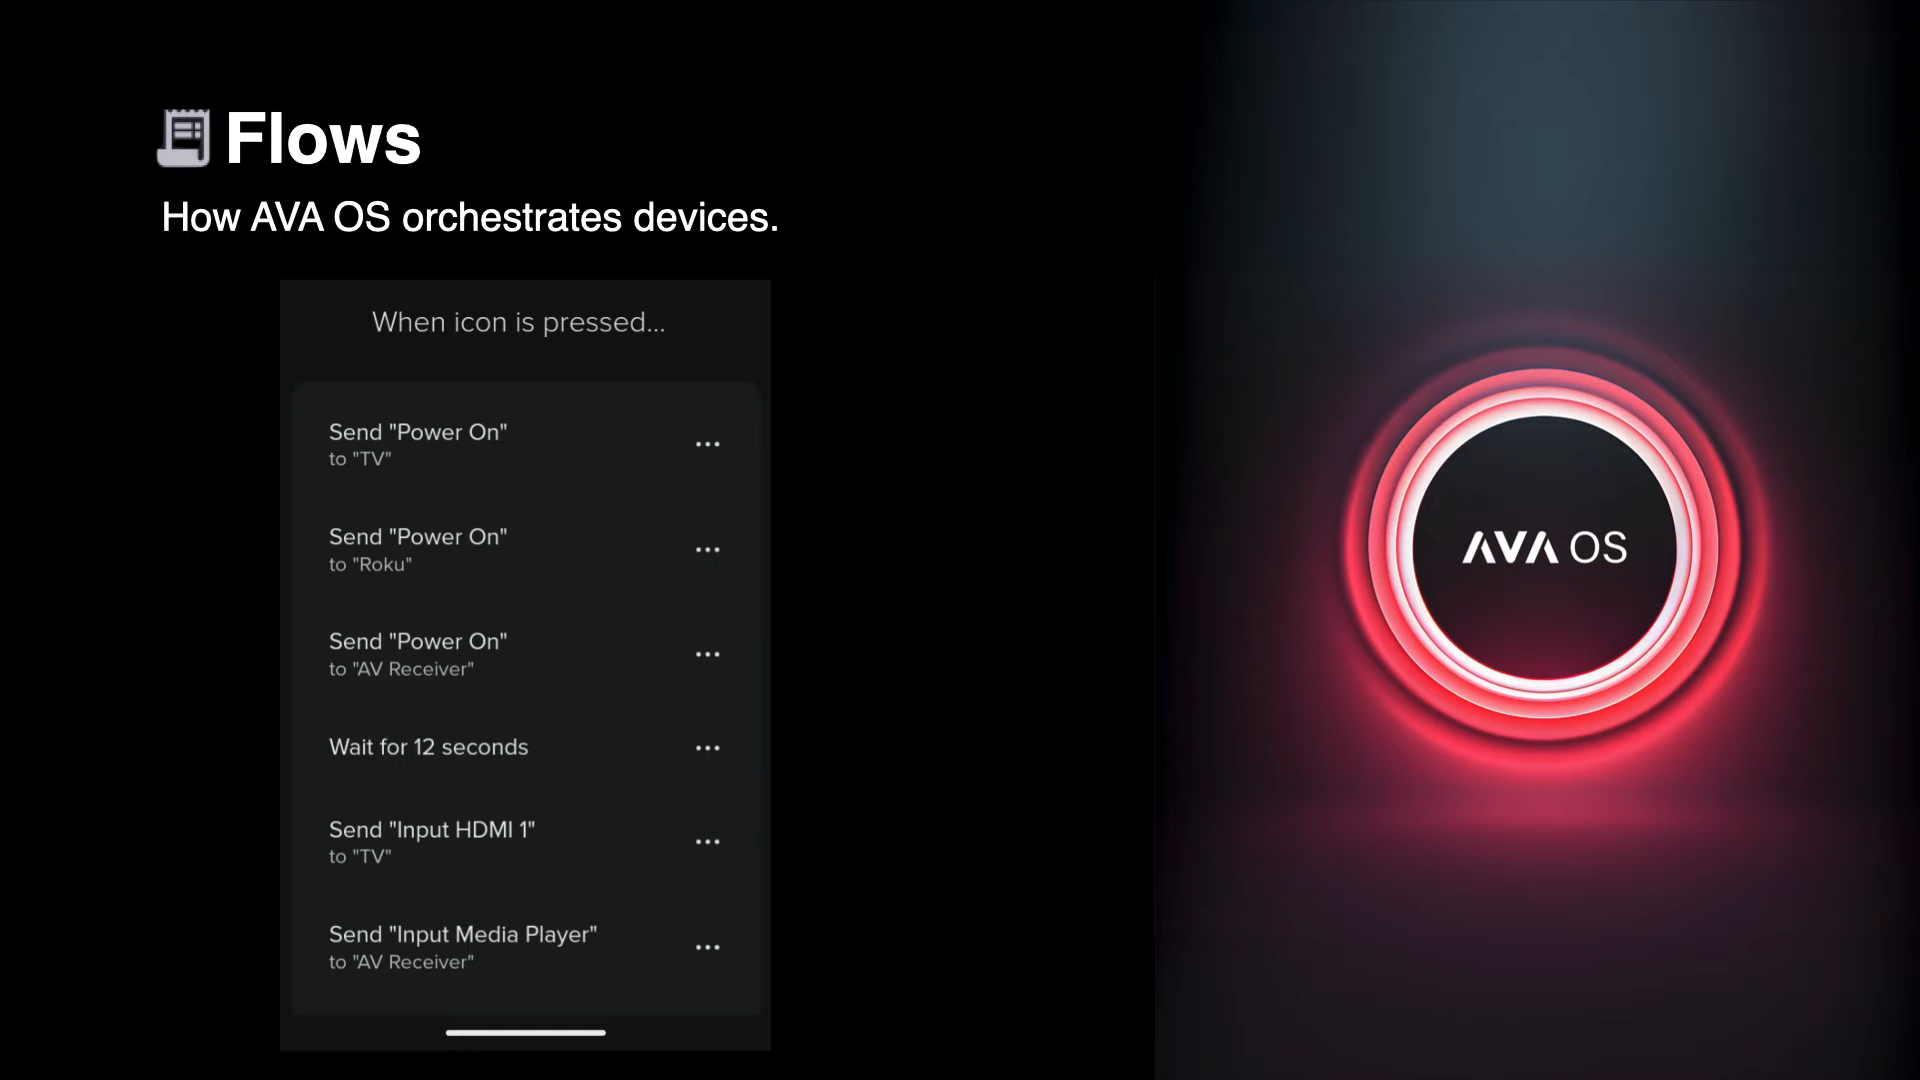 Flows
How AVA OS orchestrates devices.
When icon is pressed...
Send "Power On"
to "TV"
Send "Power On"
to "Roku"
Send "Power On"
to "AV Receiver"
Wait for 12 seconds
Send "Input HDMI 1"
to "TV"
Send "Input Media Player"
to "AV Receiver"
AVA OS